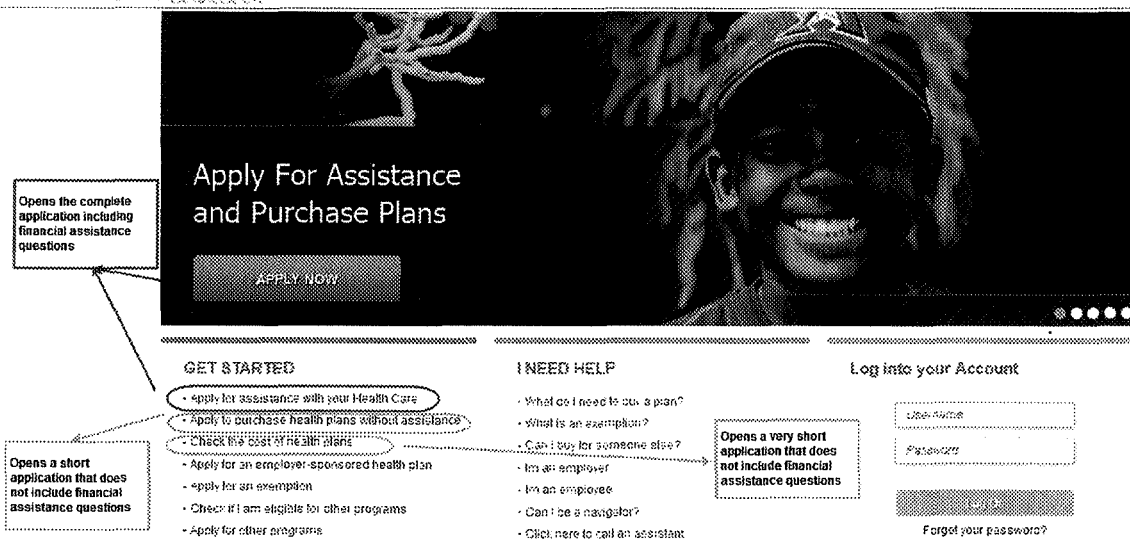 Apply For Assistance
and Purchase Plans
APPLY NOW
Opens the complete
application including
financial assistance
questions
GET STARTED
- Apply for assistance with your Health Care
- Apply to purchase health plans without assistance
- Check the cost of health plans
- Apply for an employer-sponsored health plan
- Apply for an exemption
- Check if I am eligible for other programs
- Apply for other programs
Opens a short
application that does
not include financial
assistance questions
I NEED HELP
- What do I need to a plan?
- What is an exemption?
- Can I buy for someone else?
- Im an employer
- Im an employee
- Can I be a navigator?
- Click here to call an assistant
Opens a very short
application that does
not include financial
assistance questions
Log into your Account
Username
Password
Forgot your password?